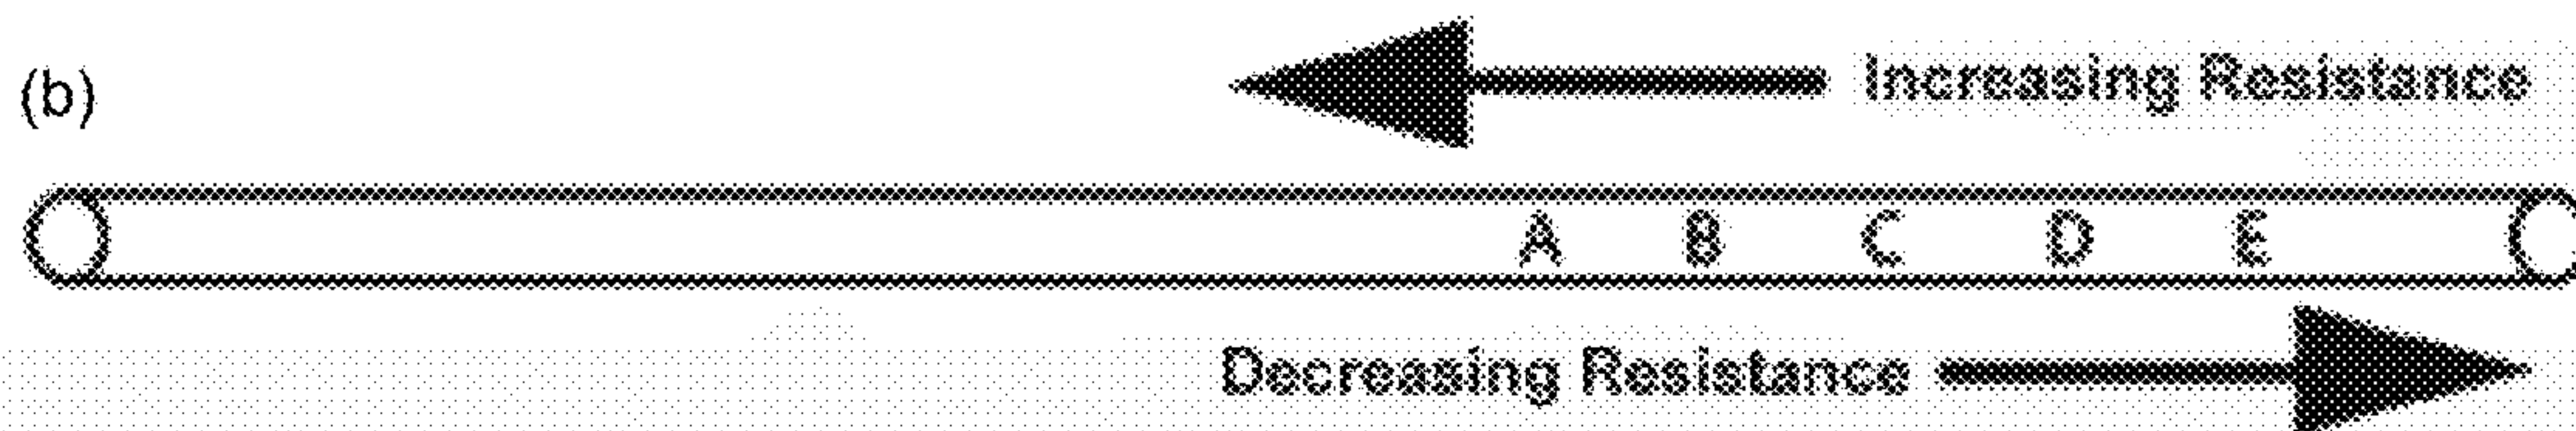 (b)
Increasing Resistance
A B C D E
Decreasing Resistance